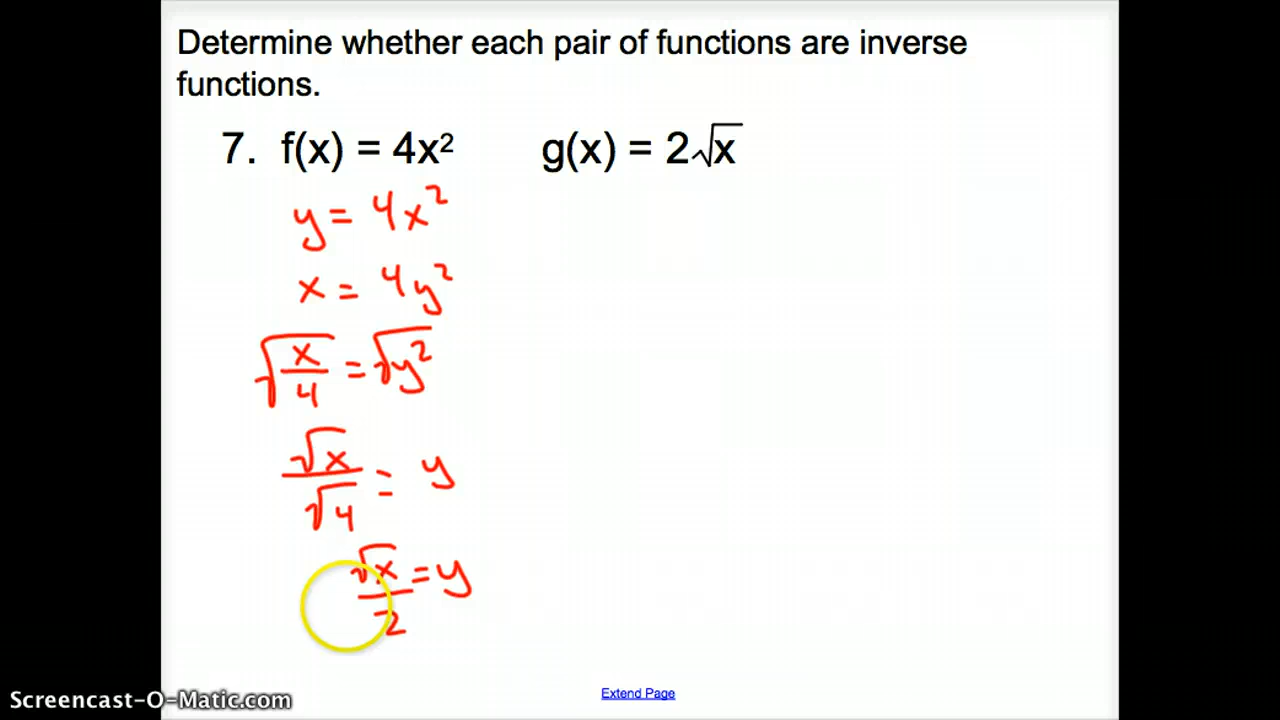 Determine whether each pair of functions are inverse
functions.
7. f(x) = 4x² g(x) = 2√x
y = 4x²
x = 4y²
√(x/4) = √y²
√x/√4 = y
√x/2 = y
Extend Page
Screencast-O-Matic.com